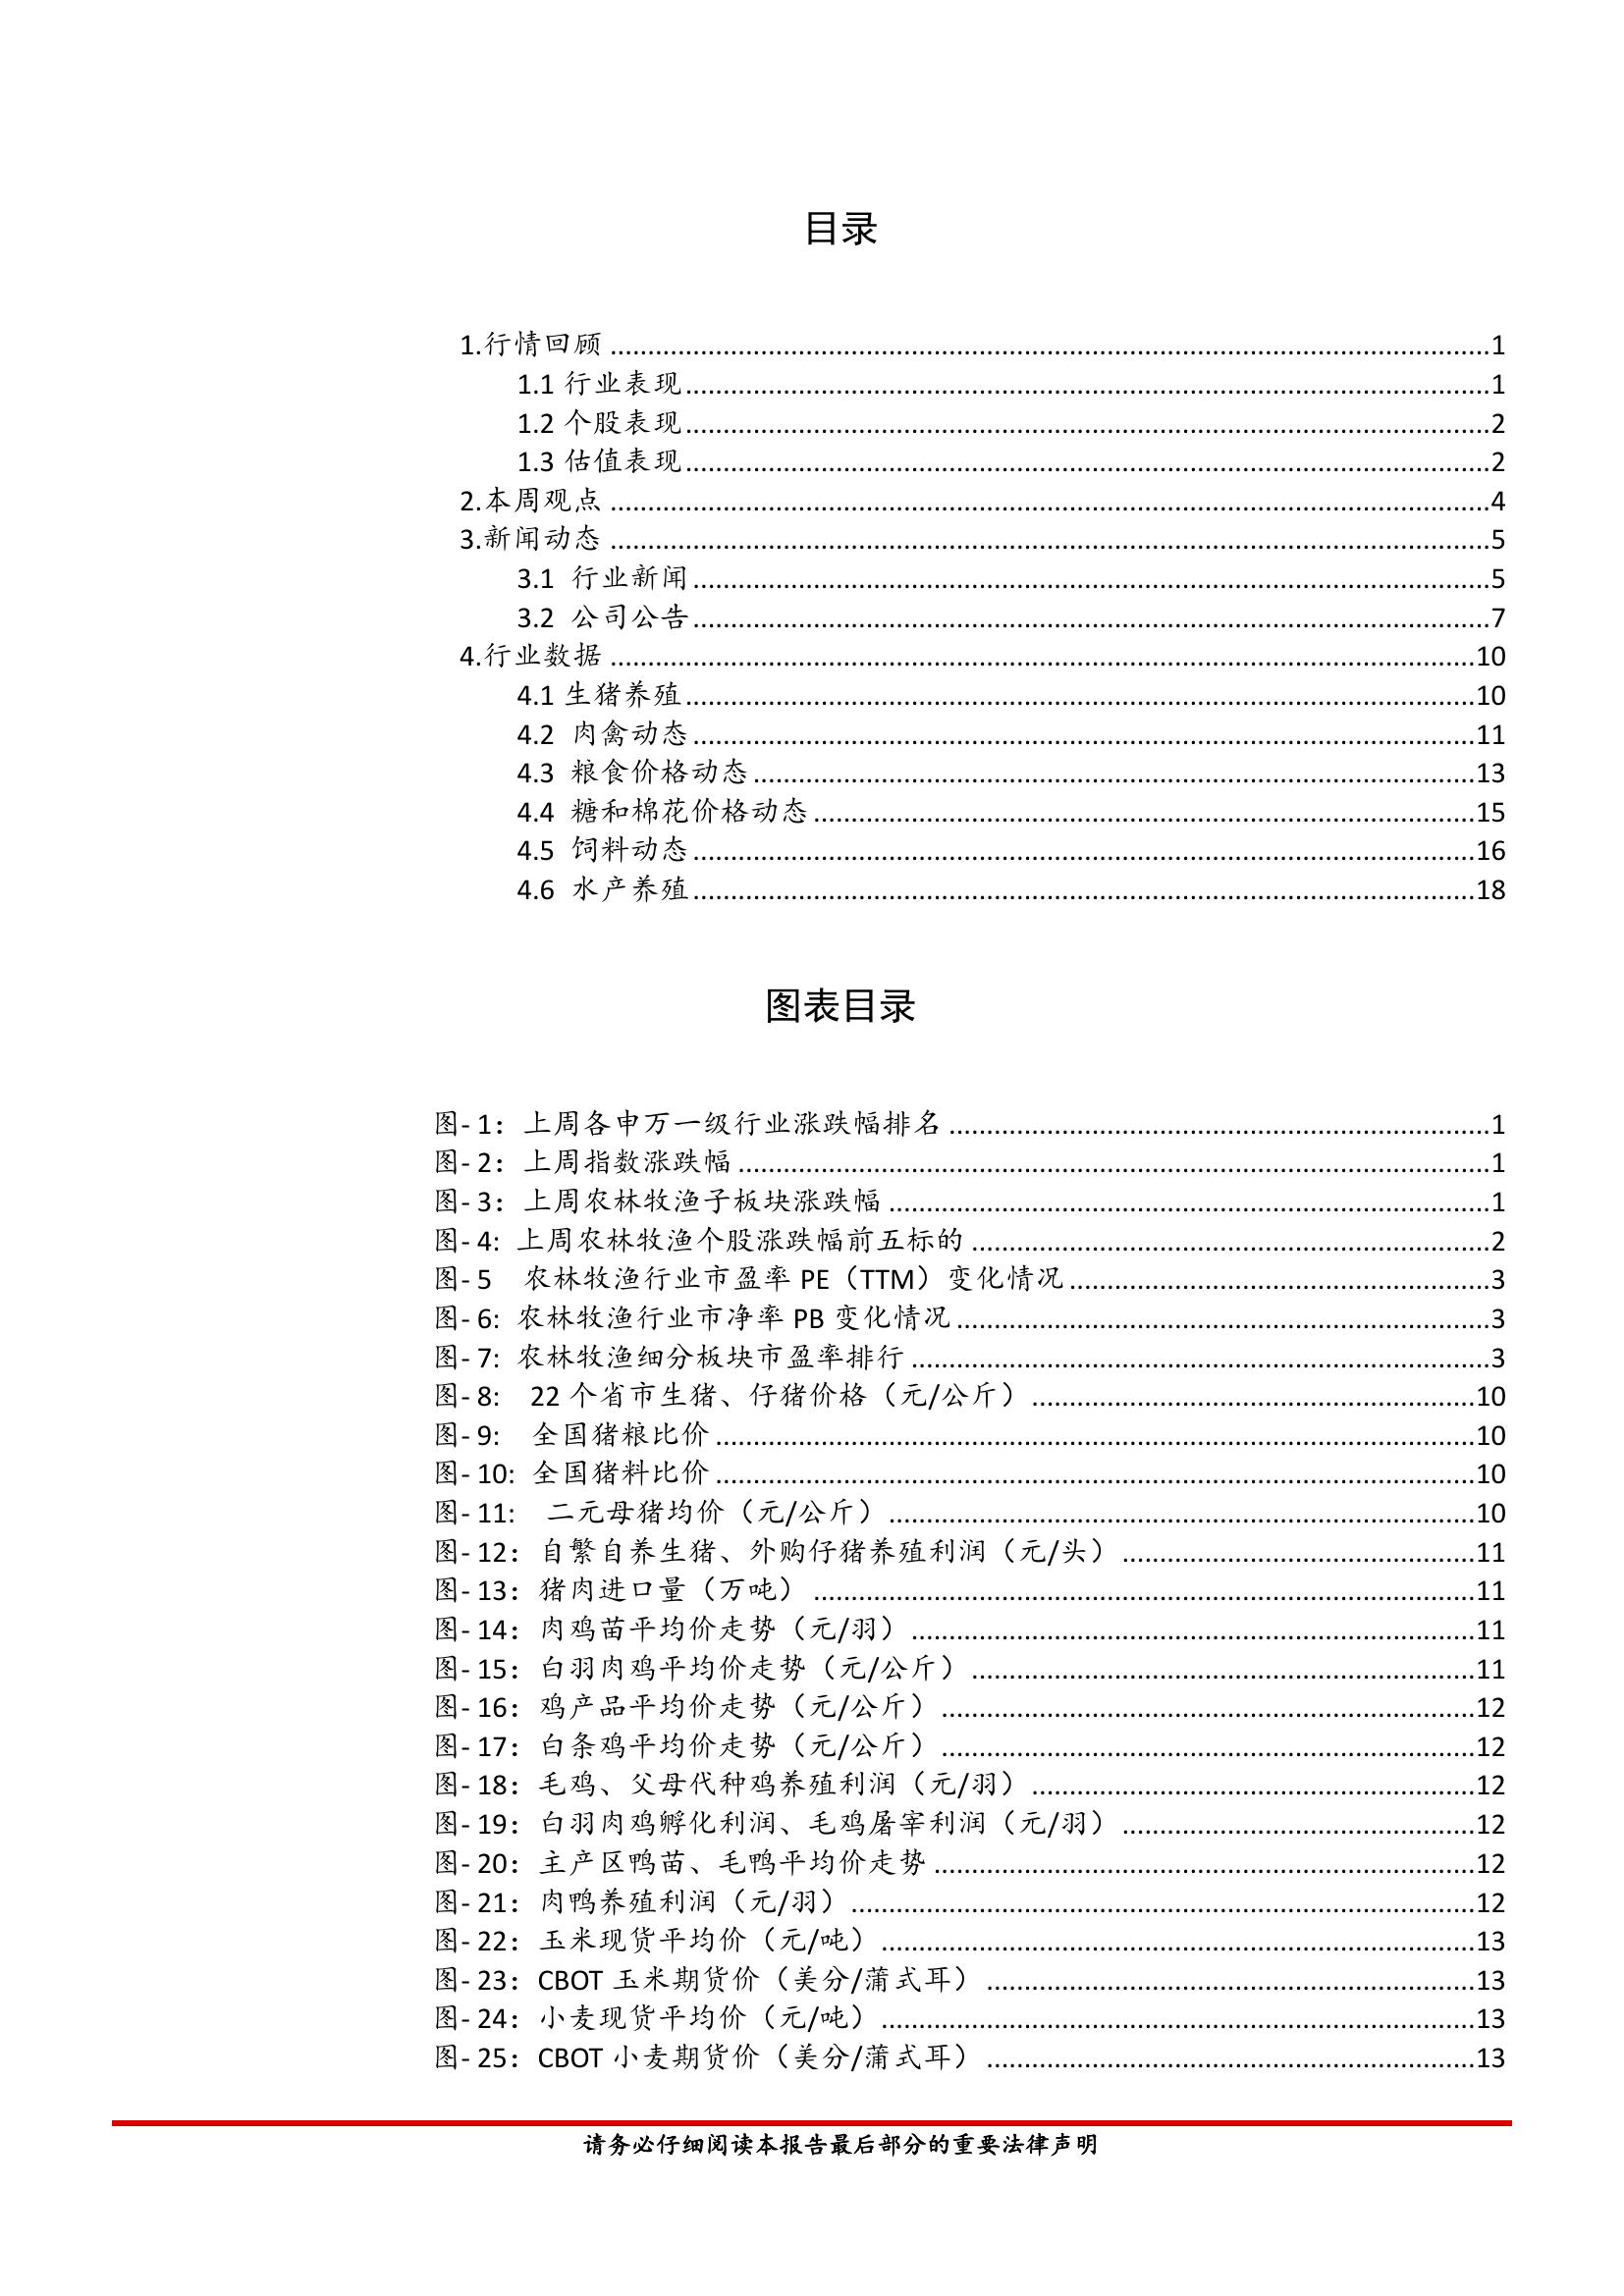 目录
1.行情回顾 ........ 1
1.1 行业表现 ........ 1
1.2 个股表现 ........ 2
1.3 估值表现 ........ 2
2.本周观点 ........ 4
3.新闻动态 ........ 5
3.1 行业新闻 ........ 5
3.2 公司公告 ........ 7
4.行业数据 ........ 10
4.1 生猪养殖 ........ 10
4.2 肉禽动态 ........ 11
4.3 粮食价格动态 ........ 13
4.4 糖和棉花价格动态 ........ 15
4.5 饲料动态 ........ 16
4.6 水产养殖 ........ 18
图表目录
图- 1：上周各申万一级行业涨跌幅排名 ........ 1
图- 2：上周指数涨跌幅 ........ 1
图- 3：上周农林牧渔子板块涨跌幅 ........ 1
图- 4: 上周农林牧渔个股涨跌幅前五标的 ........ 2
图- 5 农林牧渔行业市盈率 PE（TTM）变化情况 ........ 3
图- 6: 农林牧渔行业市净率 PB 变化情况 ........ 3
图- 7: 农林牧渔细分板块市盈率排行 ........ 3
图- 8: 22 个省市生猪、仔猪价格（元/公斤） ........ 10
图- 9: 全国猪粮比价 ........ 10
图- 10: 全国猪料比价 ........ 10
图- 11: 二元母猪均价（元/公斤） ........ 10
图- 12：自繁自养生猪、外购仔猪养殖利润（元/头） ........ 11
图- 13：猪肉进口量（万吨） ........ 11
图- 14：肉鸡苗平均价走势（元/羽） ........ 11
图- 15：白羽肉鸡平均价走势（元/公斤） ........ 11
图- 16：鸡产品平均价走势（元/公斤） ........ 12
图- 17：白条鸡平均价走势（元/公斤） ........ 12
图- 18：毛鸡、父母代种鸡养殖利润（元/羽） ........ 12
图- 19：白羽肉鸡孵化利润、毛鸡屠宰利润（元/羽） ........ 12
图- 20：主产区鸭苗、毛鸭平均价走势 ........ 12
图- 21：肉鸭养殖利润（元/羽） ........ 12
图- 22：玉米现货平均价（元/吨） ........ 13
图- 23：CBOT 玉米期货价（美分/蒲式耳） ........ 13
图- 24：小麦现货平均价（元/吨） ........ 13
图- 25：CBOT 小麦期货价（美分/蒲式耳） ........ 13
请务必仔细阅读本报告最后部分的重要法律声明